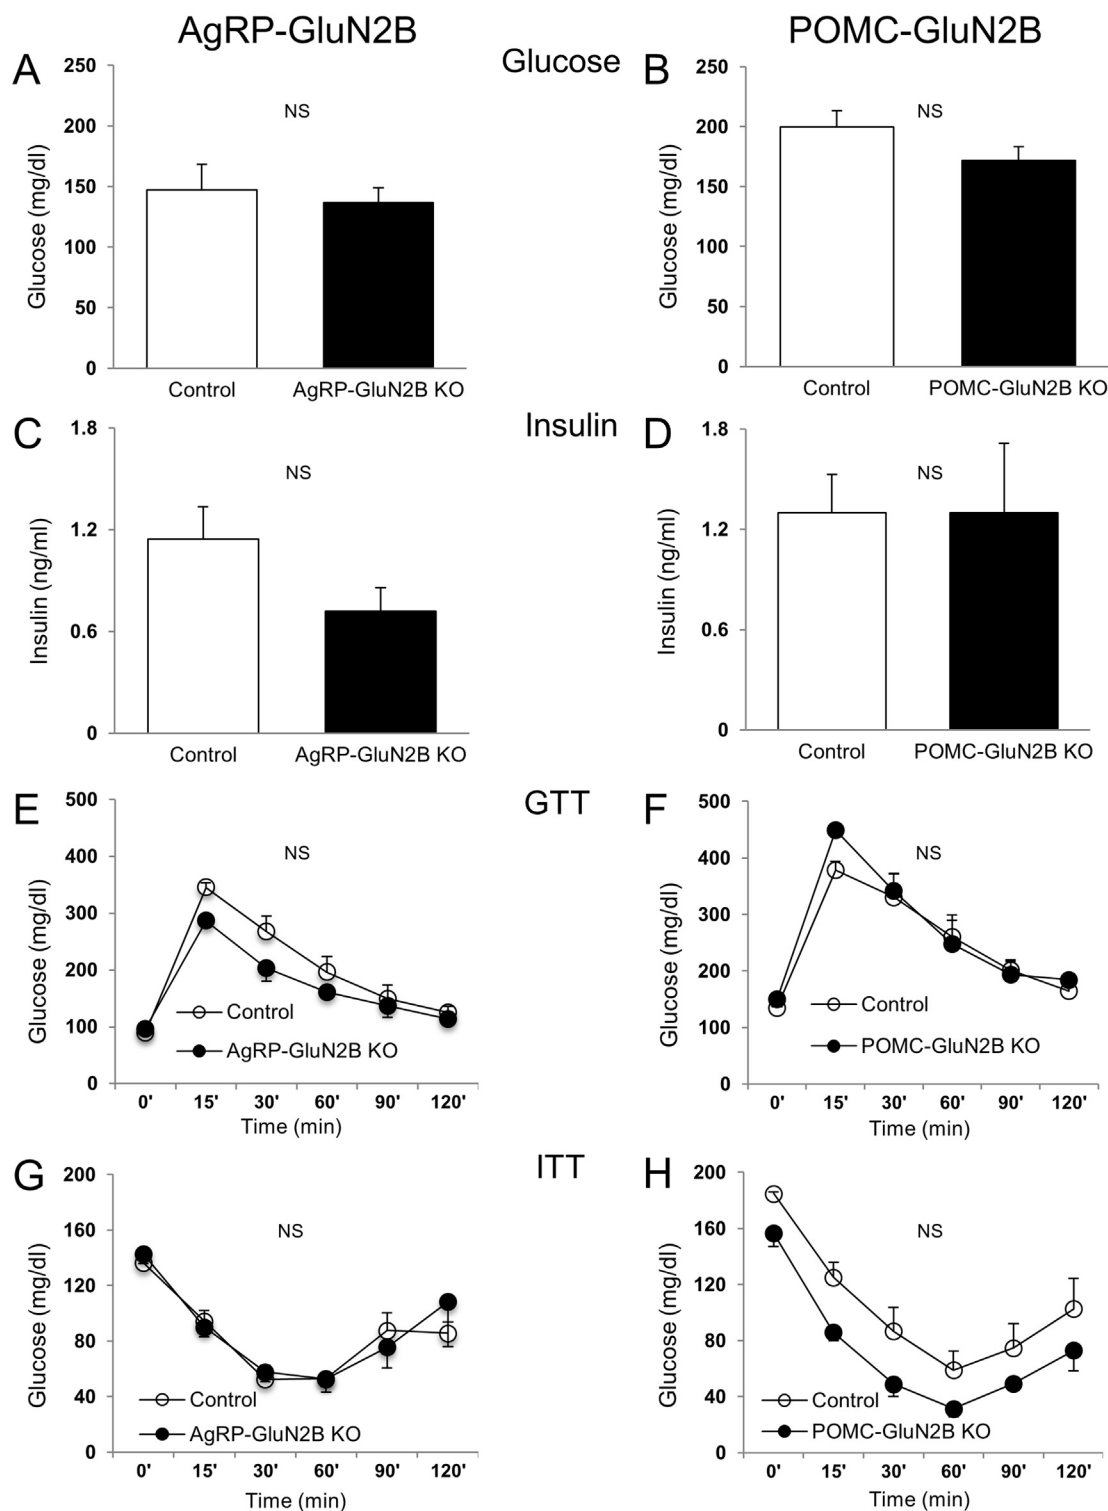 AgRP-GluN2B
POMC-GluN2B
A
Glucose
B
250
200
150
100
50
0
Glucose (mg/dl)
NS
Control
AgRP-GluN2B KO
250
200
150
100
50
0
Glucose (mg/dl)
NS
Control
POMC-GluN2B KO
C
Insulin
D
1.8
1.2
0.6
0
Insulin (ng/ml)
NS
Control
AgRP-GluN2B KO
1.8
1.2
0.6
0
Insulin (ng/ml)
NS
Control
POMC-GluN2B KO
E
GTT
F
500
400
300
200
100
0
Glucose (mg/dl)
NS
Control
AgRP-GluN2B KO
0' 15' 30' 60' 90' 120'
Time (min)
500
400
300
200
100
0
Glucose (mg/dl)
NS
Control
POMC-GluN2B KO
0' 15' 30' 60' 90' 120'
Time (min)
G
ITT
H
200
160
120
80
40
0
Glucose (mg/dl)
NS
Control
AgRP-GluN2B KO
0' 15' 30' 60' 90' 120'
Time (min)
200
160
120
80
40
0
Glucose (mg/dl)
NS
Control
POMC-GluN2B KO
0' 15' 30' 60' 90' 120'
Time (min)